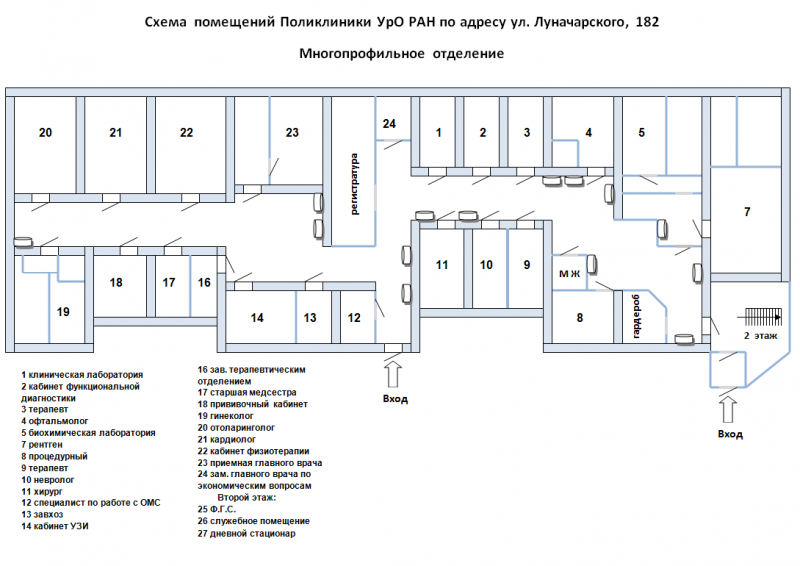 Схема помещений Поликлиники УрО РАН по адресу ул. Луначарского, 182
Многопрофильное отделение
20
21
22
23
регистратура
24
1
2
3
4
5
7
19
18
17
16
14
13
12
11
10
9
М Ж
8
гардероб
2 этаж
Вход
Вход
1 клиническая лаборатория
2 кабинет функциональной
диагностики
3 терапевт
4 офтальмолог
5 биохимическая лаборатория
7 рентген
8 процедурный
9 терапевт
10 невролог
11 хирург
12 специалист по работе с ОМС
13 завхоз
14 кабинет УЗИ
16 зав. терапевтическим
отделением
17 старшая медсестра
18 прививочный кабинет
19 гинеколог
20 отоларинголог
21 кардиолог
22 кабинет физиотерапии
23 приемная главного врача
24 зам. главного врача по
экономическим вопросам
Второй этаж:
25 Ф.Г.С.
26 служебное помещение
27 дневной стационар